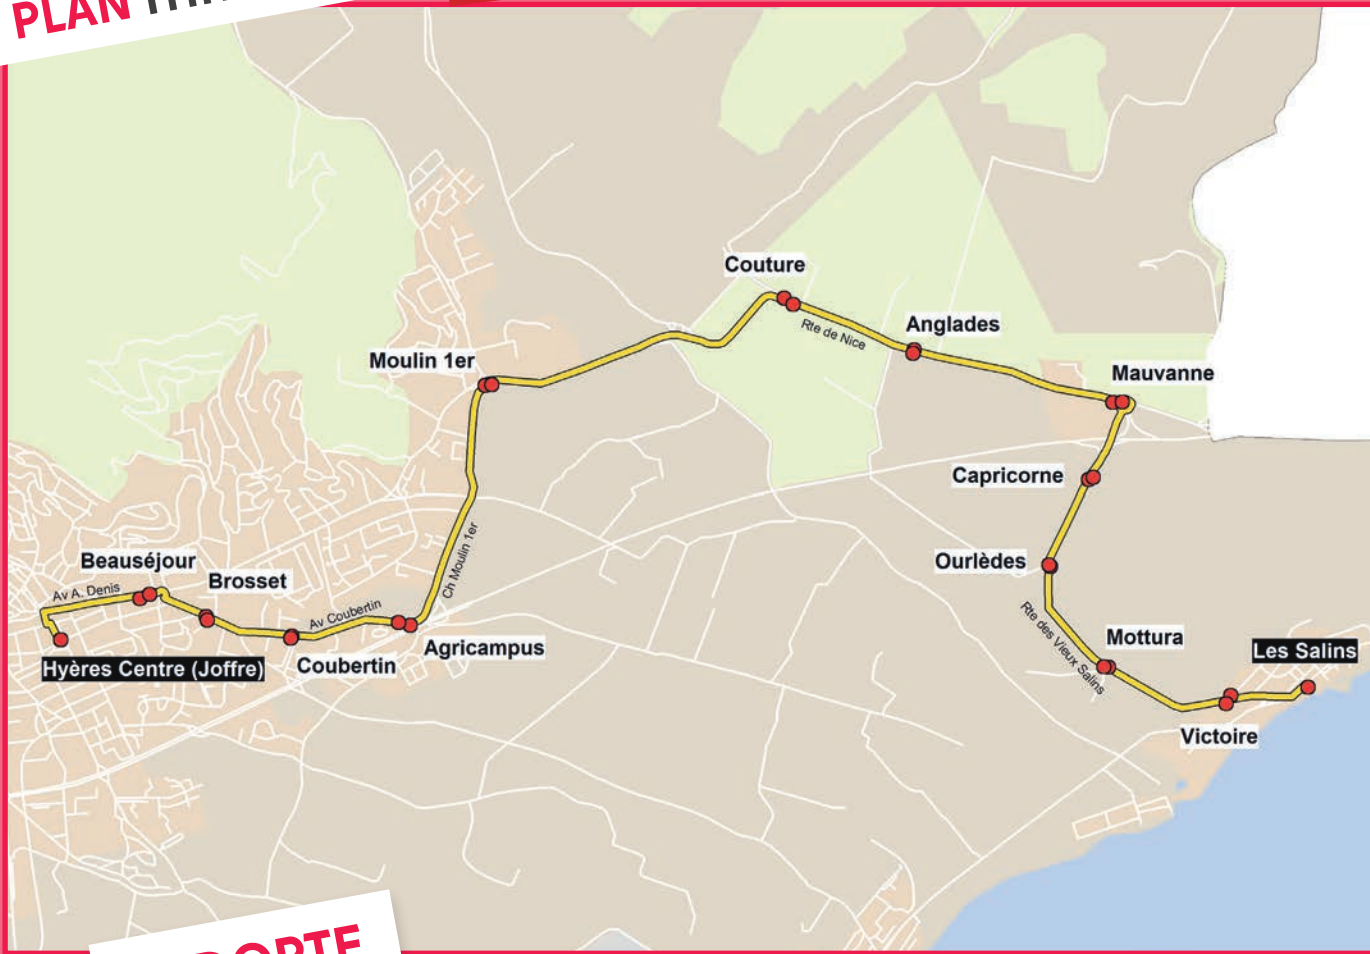 PLAN
Couture
Rte de Nice
Anglades
Moulin 1er
Mauvanne
Capricorne
Ch Moulin 1er
Beauséjour
Ourlèdes
Brosset
Av A. Denis
Av Coubertin
Rte des Vieux Salins
Mottura
Agricampus
Les Salins
Hyères Centre (Joffre)
Coubertin
Victoire